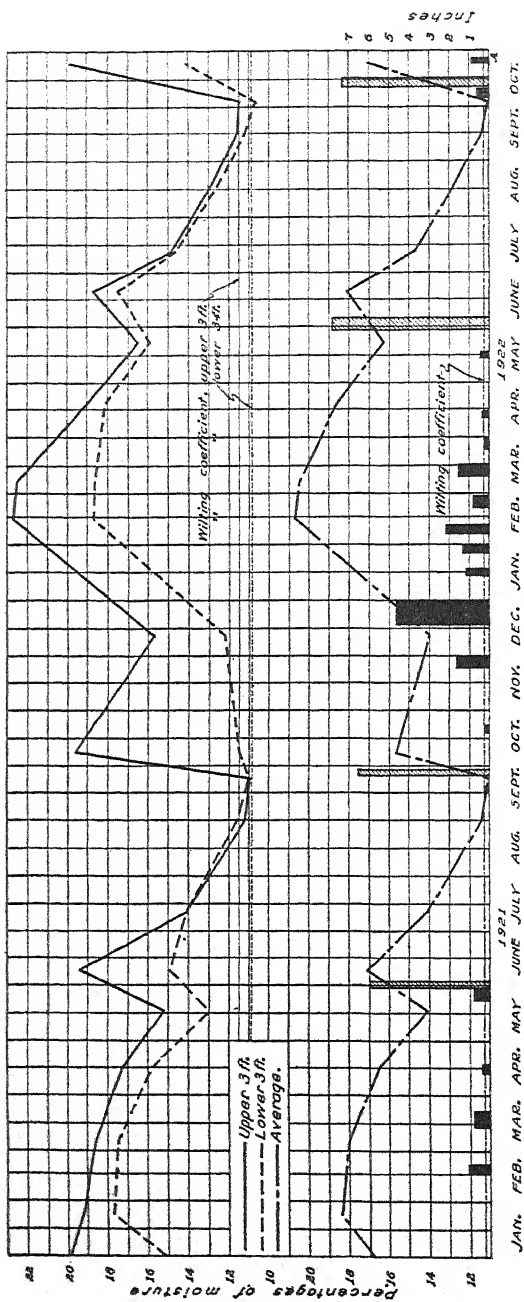 Percentages of moisture
22
20
18
16
14
12
11
20
18
16
14
12
11
Inches
7
6
5
4
3
2
1
Upper 3 ft.
Lower 3 ft.
Average.
Wilting coefficient, upper 3 ft.
" " lower 3 ft.
Wilting coefficient
1921
1922
JAN. FEB. MAR. APR. MAY JUNE JULY AUG. SEPT. OCT. NOV. DEC. JAN. FEB. MAR. APR. MAY JUNE JULY AUG. SEPT. OCT.